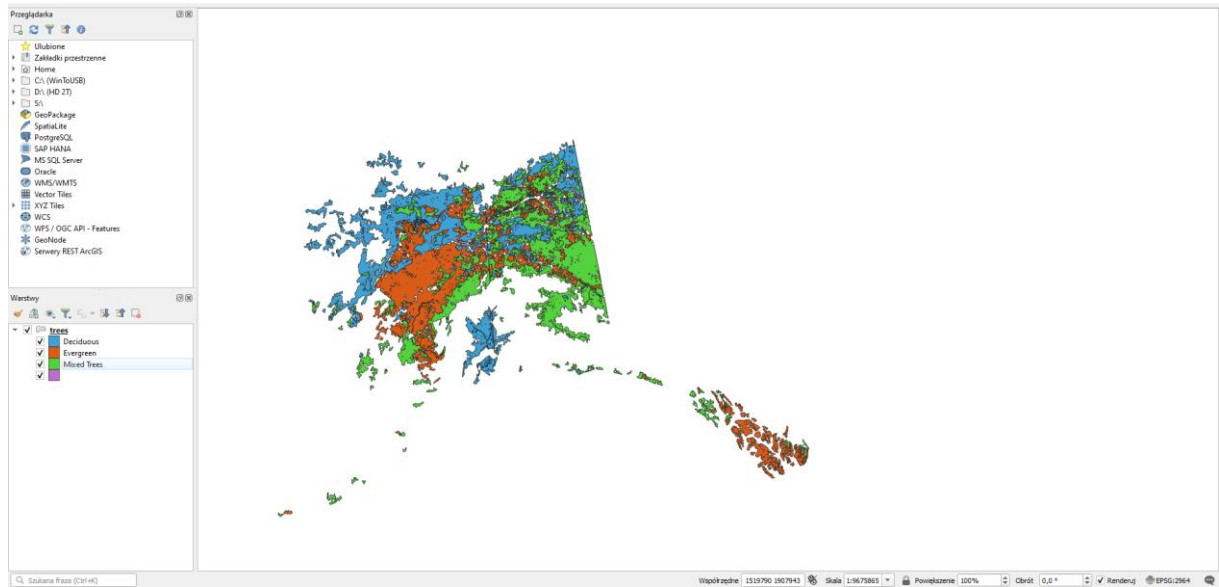 Przeglądarka
Ulubione
Zakładki przestrzenne
Home
C:\ (WinToUSB)
D:\ (HD 2T)
S:\
GeoPackage
SpatiaLite
PostgreSQL
SAP HANA
MS SQL Server
Oracle
WMS/WMTS
Vector Tiles
XYZ Tiles
WCS
WFS / OGC API - Features
GeoNode
Serwery REST ArcGIS
Warstwy
trees
Deciduous
Evergreen
Mixed Trees
Szukana fraza (Ctrl+K) Współrzędne 1519790 1907943 Skala 1:9675865 Powiększenie 100% Obrót 0,0 ° Renderuj EPSG:2964